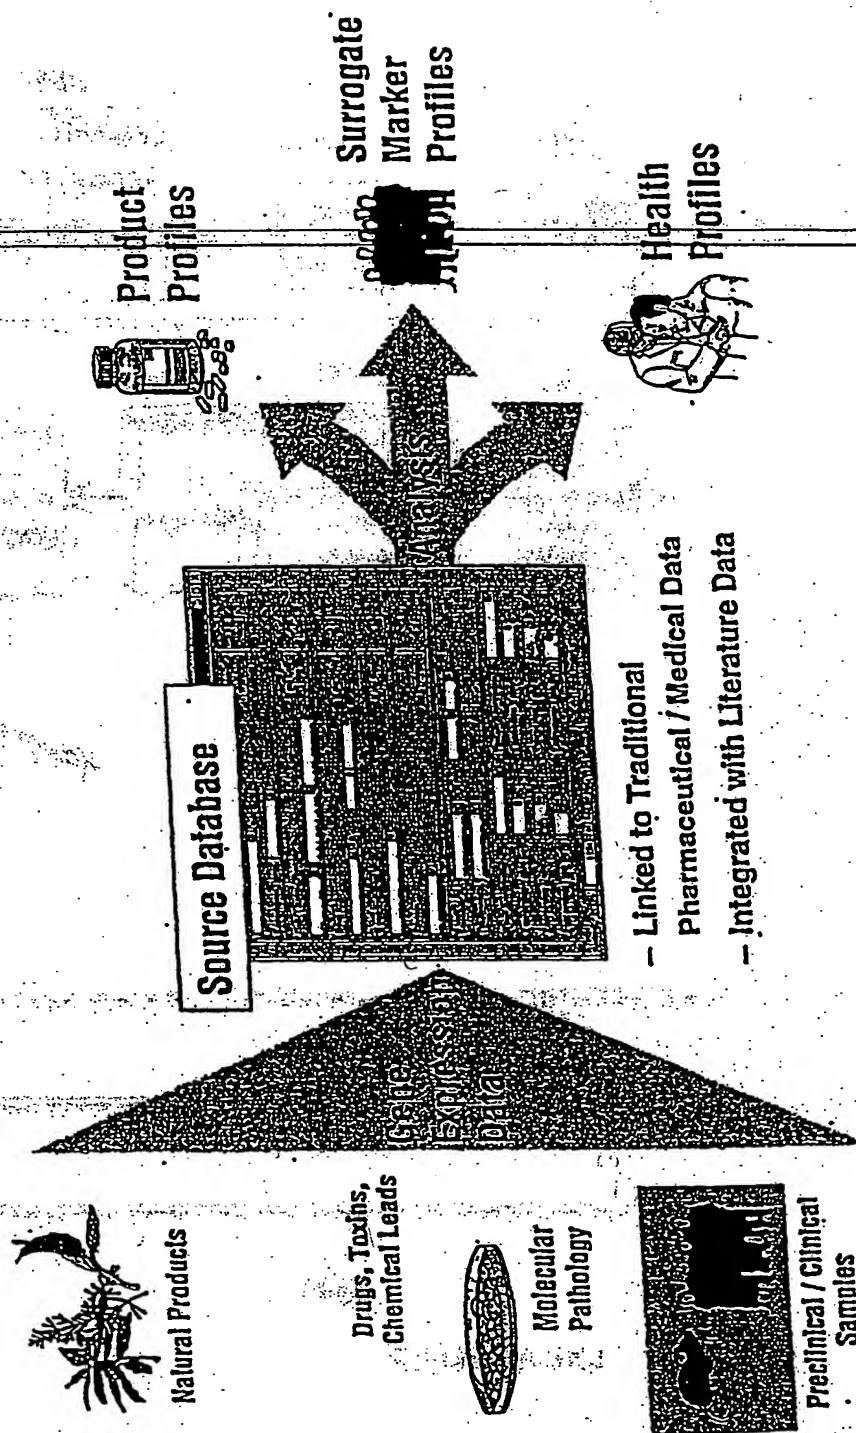 Natural Products
Drugs, Toxins,
Chemical Leads
Molecular
Pathology
Preclinical / Clinical
Samples
Gene
Expression
Data
Source Database
– Linked to Traditional
Pharmaceutical / Medical Data
– Integrated with Literature Data
Analysis
Product
Profiles
Surrogate
Marker
Profiles
Health
Profiles